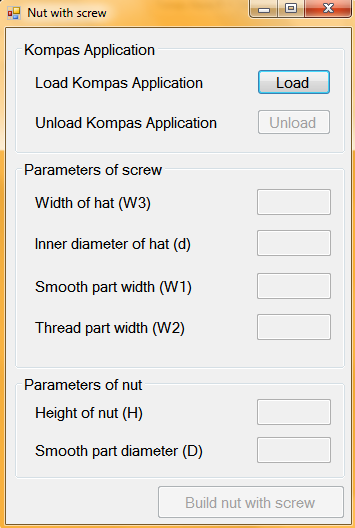 Nut with screw
Kompas Application
Load Kompas Application Load
Unload Kompas Application Unload
Parameters of screw
Width of hat (W3)
Inner diameter of hat (d)
Smooth part width (W1)
Thread part width (W2)
Parameters of nut
Height of nut (H)
Smooth part diameter (D)
Build nut with screw